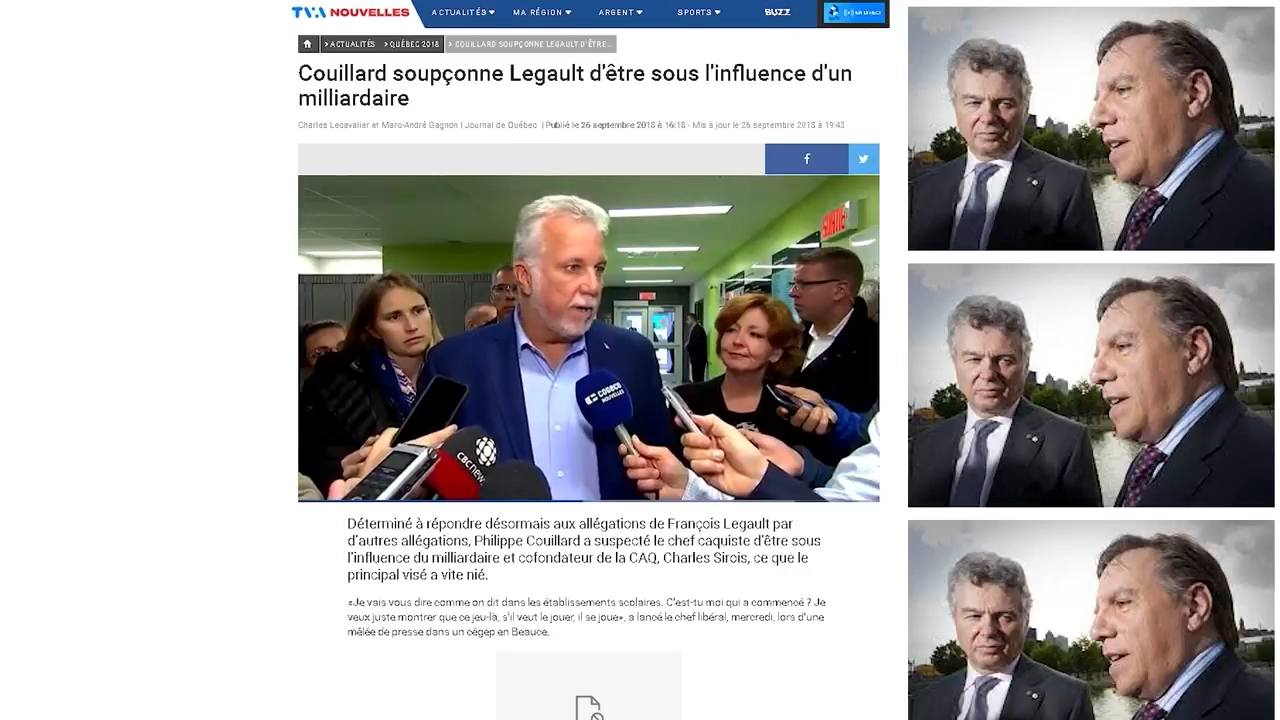 TVA NOUVELLES
ACTUALITÉS MA RÉGION ARGENT SPORTS BUZZ
> ACTUALITÉS > QUÉBEC 2018 > COUILLARD SOUPÇONNE LEGAULT D'ÊTRE...
Couillard soupçonne Legault d'être sous l'influence d'un
milliardaire
Charles Lecavalier et Marc-André Gagnon | Journal de Québec | Publié le 26 septembre 2018 à 16:18 - Mis à jour le 26 septembre 2018 à 19:43
SORTIE
COGECO
NOUVELLES
CBC news
Déterminé à répondre désormais aux allégations de François Legault par
d'autres allégations, Philippe Couillard a suspecté le chef caquiste d'être sous
l'influence du milliardaire et cofondateur de la CAQ, Charles Sirois, ce que le
principal visé a vite nié.
«Je vais vous dire comme on dit dans les établissements scolaires. C'est-tu moi qui a commencé ? Je
veux juste montrer que ce jeu-là, s'il veut le jouer, il se joue», a lancé le chef libéral, mercredi, lors d'une
mêlée de presse dans un cégep en Beauce.